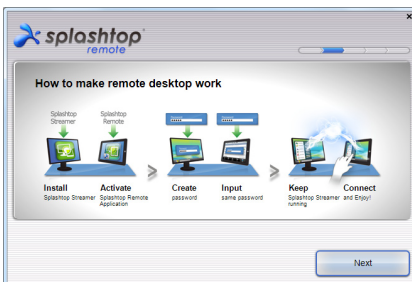 splashtop
remote
How to make remote desktop work
Splashtop Streamer
Splashtop Remote
Install
Splashtop Streamer
Activate
Splashtop Remote Application
Create
password
Input
same password
Keep
Splashtop Streamer running
Connect
and Enjoy!
Next